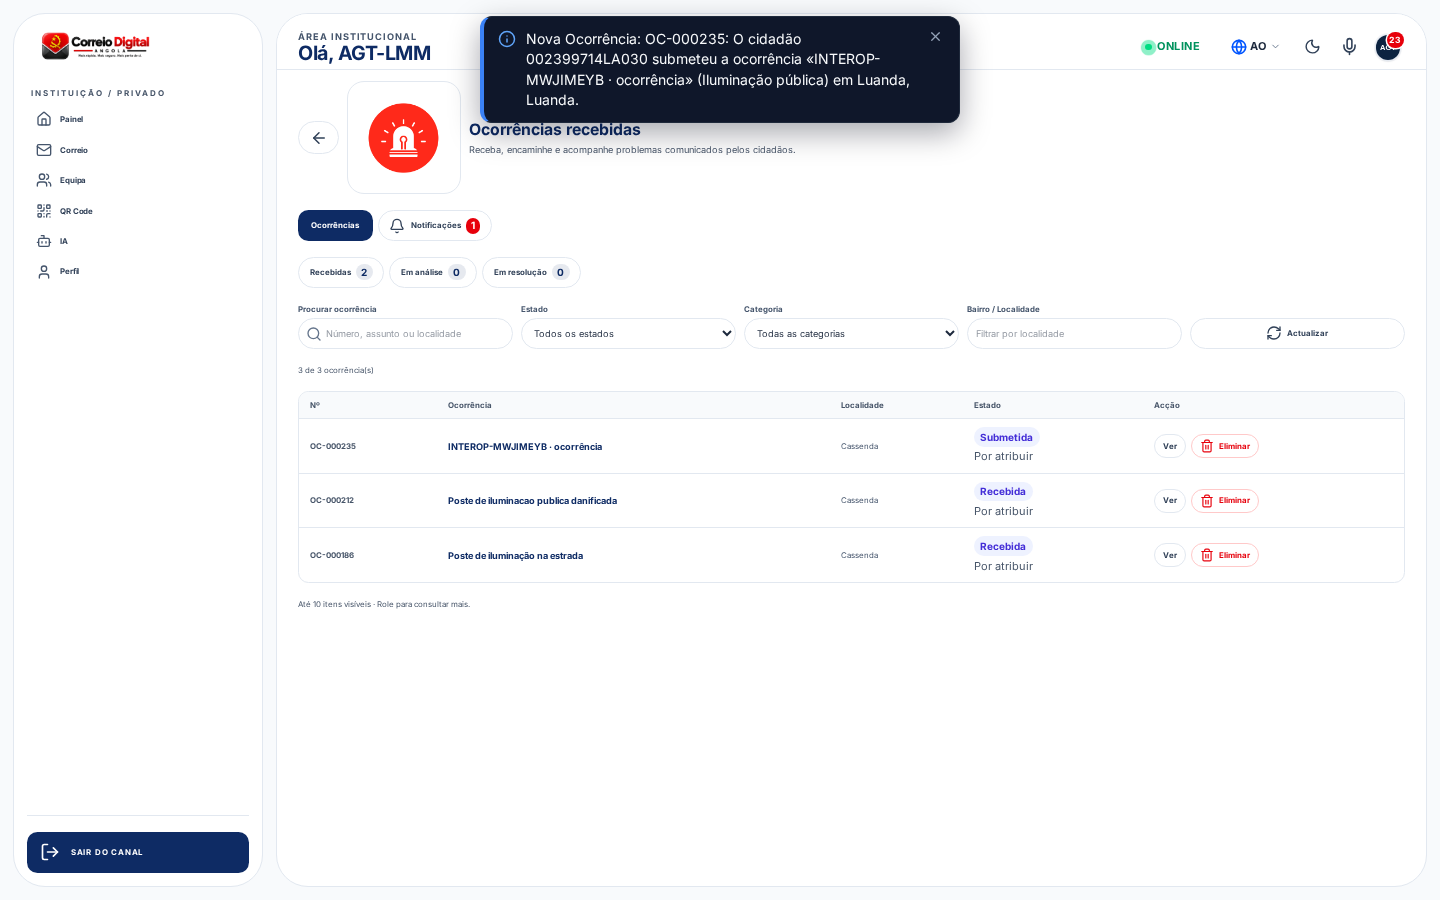 Correio Digital
ANGOLA
INSTITUIÇÃO / PRIVADO
Painel
Correio
Equipa
QR Code
IA
Perfil
SAIR DO CANAL
ÁREA INSTITUCIONAL
Olá, AGT-LMM
Nova Ocorrência: OC-000235: O cidadão
002399714LA030 submeteu a ocorrência «INTEROP-
MWJIMEYB · ocorrência» (Iluminação pública) em Luanda,
Luanda.
ONLINE
AO
23
Ocorrências recebidas
Receba, encaminhe e acompanhe problemas comunicados pelos cidadãos.
Ocorrências
Notificações 1
Recebidas 2
Em análise 0
Em resolução 0
Procurar ocorrência
Estado
Categoria
Bairro / Localidade
Número, assunto ou localidade
Todos os estados
Todas as categorias
Filtrar por localidade
Actualizar
3 de 3 ocorrência(s)
Nº Ocorrência Localidade Estado Acção
OC-000235 INTEROP-MWJIMEYB · ocorrência Cassenda Submetida Por atribuir Ver Eliminar
OC-000212 Poste de iluminacao publica danificada Cassenda Recebida Por atribuir Ver Eliminar
OC-000186 Poste de iluminação na estrada Cassenda Recebida Por atribuir Ver Eliminar
Até 10 itens visíveis · Role para consultar mais.